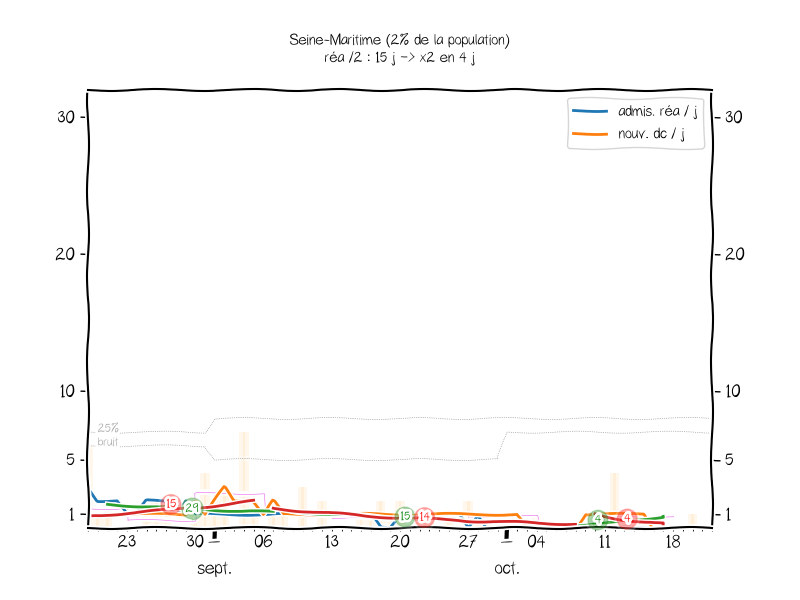 Seine-Maritime (2% de la population)
réa /2 : 15 j -> x2 en 4 j
admis. réa / j
nouv. dc / j
30 30
20 20
10 10
25%
bruit
5 5
15 29 15 14 4 4
1 1
23 30 1 06 13 20 27 1 04 11 18
sept. oct.